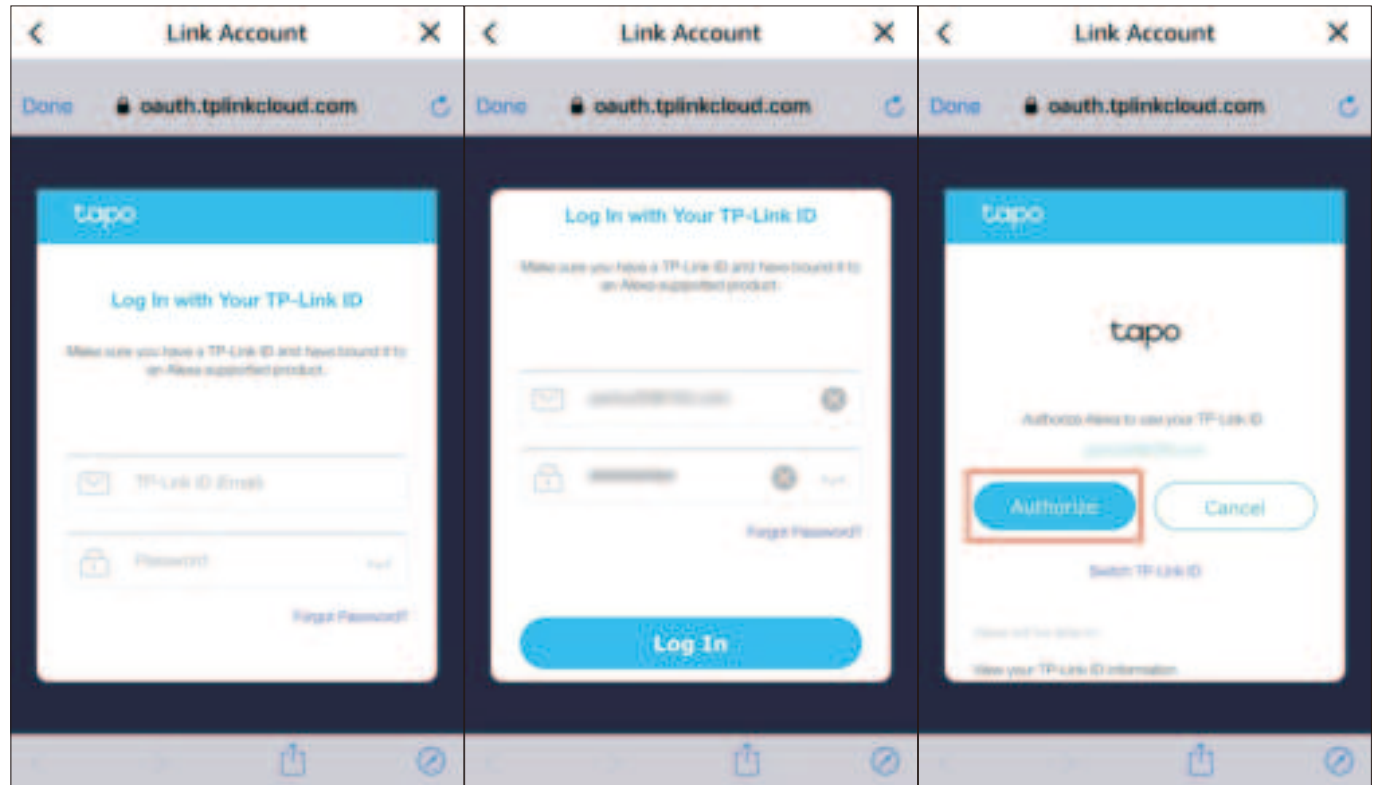 Link Account
Done oauth.tplinkcloud.com
tapo
Log In with Your TP-Link ID
Make sure you have a TP-Link ID and have bound it to
an Alexa supported product.
TP-Link ID (Email)
Password
Forgot Password?
Link Account
Done oauth.tplinkcloud.com
Log In with Your TP-Link ID
Make sure you have a TP-Link ID and have bound it to
an Alexa supported product.
Forgot Password?
Log In
Link Account
Done oauth.tplinkcloud.com
tapo
tapo
Authorize Alexa to use your TP-Link ID
Authorize Cancel
Switch TP-Link ID
View your TP-Link ID information